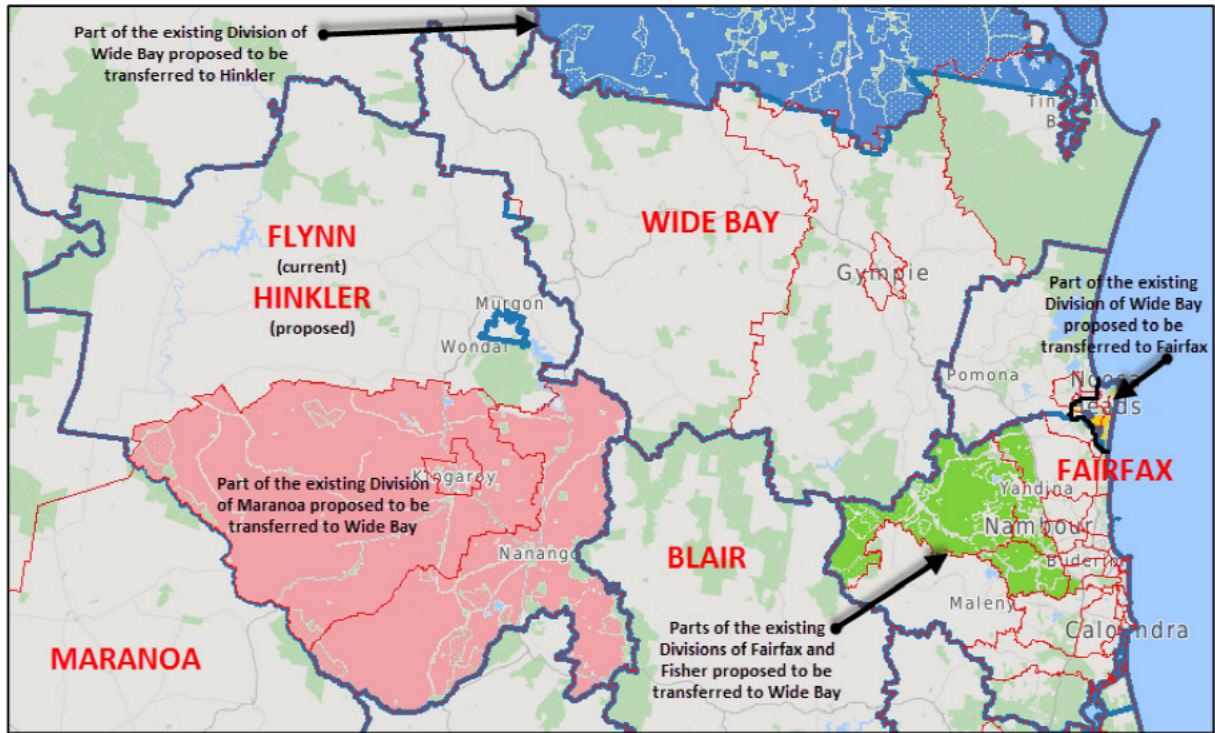 Part of the existing Division of
Wide Bay proposed to be
transferred to Hinkler
FLYNN
(current)
HINKLER
(proposed)
WIDE BAY
Gympie
Murgon
Wondai
Part of the existing
Division of Wide Bay
proposed to be
transferred to Fairfax
Pomona
Noosa
Heads
FAIRFAX
Kingaroy
Part of the existing Division
of Maranoa proposed to be
transferred to Wide Bay
Yandina
Nambour
Nanango
BLAIR
Buderim
Maleny
Caloundra
Parts of the existing
Divisions of Fairfax and
Fisher proposed to be
transferred to Wide Bay
MARANOA